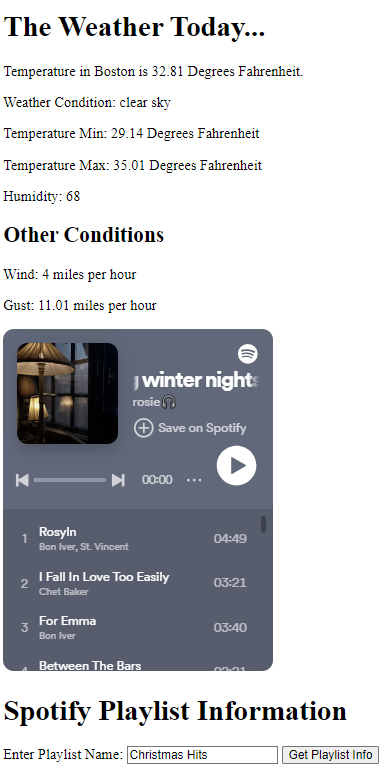 The Weather Today...
Temperature in Boston is 32.81 Degrees Fahrenheit.
Weather Condition: clear sky
Temperature Min: 29.14 Degrees Fahrenheit
Temperature Max: 35.01 Degrees Fahrenheit
Humidity: 68
Other Conditions
Wind: 4 miles per hour
Gust: 11.01 miles per hour
winter nights
rosie🎧
Save on Spotify
00:00
1 Rosyln 04:49
Bon Iver, St. Vincent
2 I Fall In Love Too Easily 03:21
Chet Baker
3 For Emma 03:40
Bon Iver
4 Between The Bars 02:21
Spotify Playlist Information
Enter Playlist Name: Christmas Hits Get Playlist Info